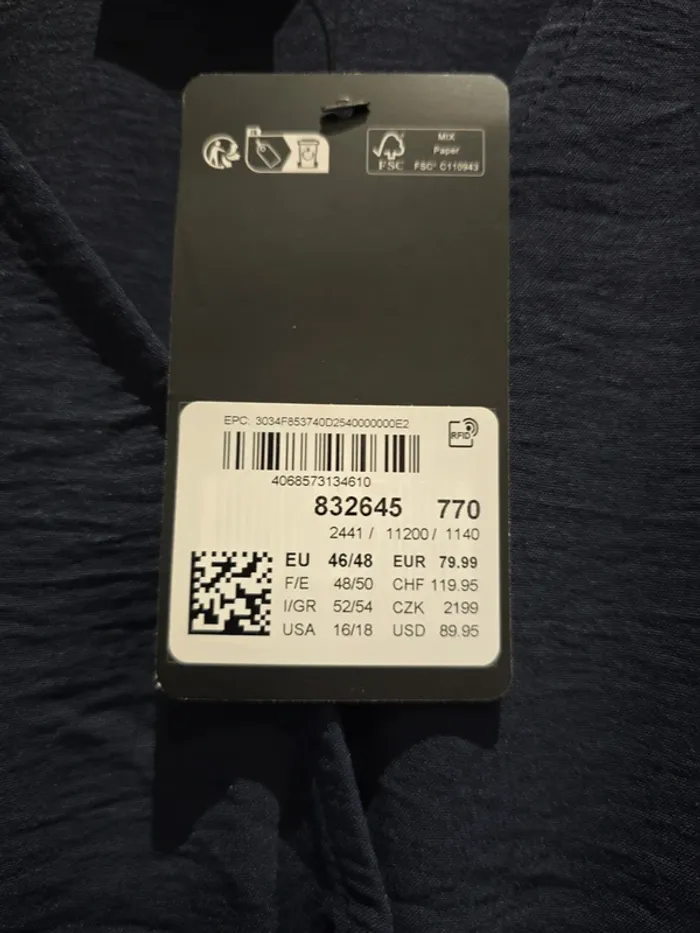 MIX
Paper
FSC FSC® C110943
EPC: 3034F853740D2540000000E2
RFID
4068573134610
832645 770
2441 / 11200 / 1140
EU 46/48 EUR 79.99
F/E 48/50 CHF 119.95
I/GR 52/54 CZK 2199
USA 16/18 USD 89.95